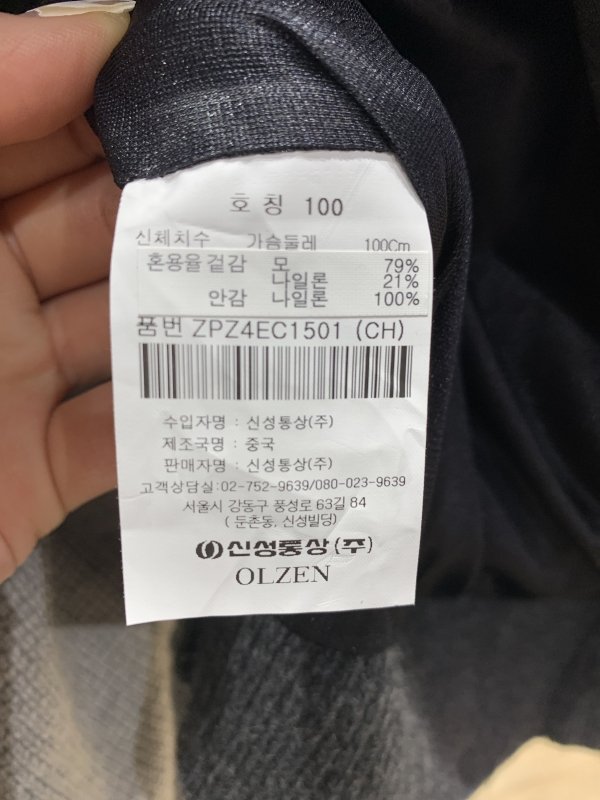 호 칭 100
신체치수 가슴둘레 100Cm
혼용율 겉감 모 79%
나일론 21%
안감 나일론 100%
품번 ZPZ4EC1501 (CH)
수입자명 : 신성통상(주)
제조국명 : 중국
판매자명 : 신성통상(주)
고객상담실:02-752-9639/080-023-9639
서울시 강동구 풍성로 63길 84
( 둔촌동, 신성빌딩)
신성통상(주)
OLZEN